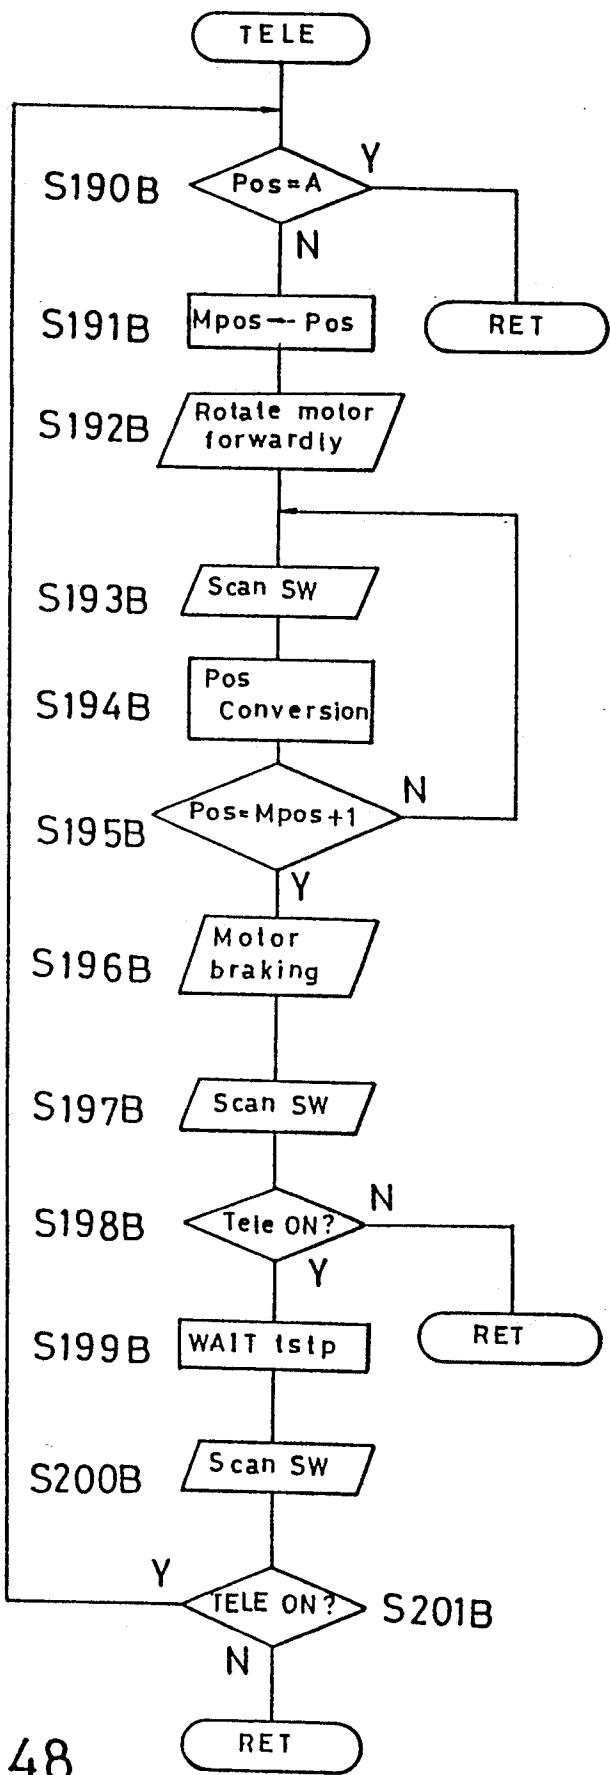 TELE
S190B
Pos=A
Y
N
S191B
Mpos← Pos
RET
S192B
Rotate motor
forwardly
S193B
Scan SW
S194B
Pos
Conversion
S195B
Pos=Mpos+1
N
Y
S196B
Motor
braking
S197B
Scan SW
S198B
Tele ON?
N
Y
S199B
WAIT tstp
RET
S200B
Scan SW
Y
TELE ON?
S201B
N
RET
48